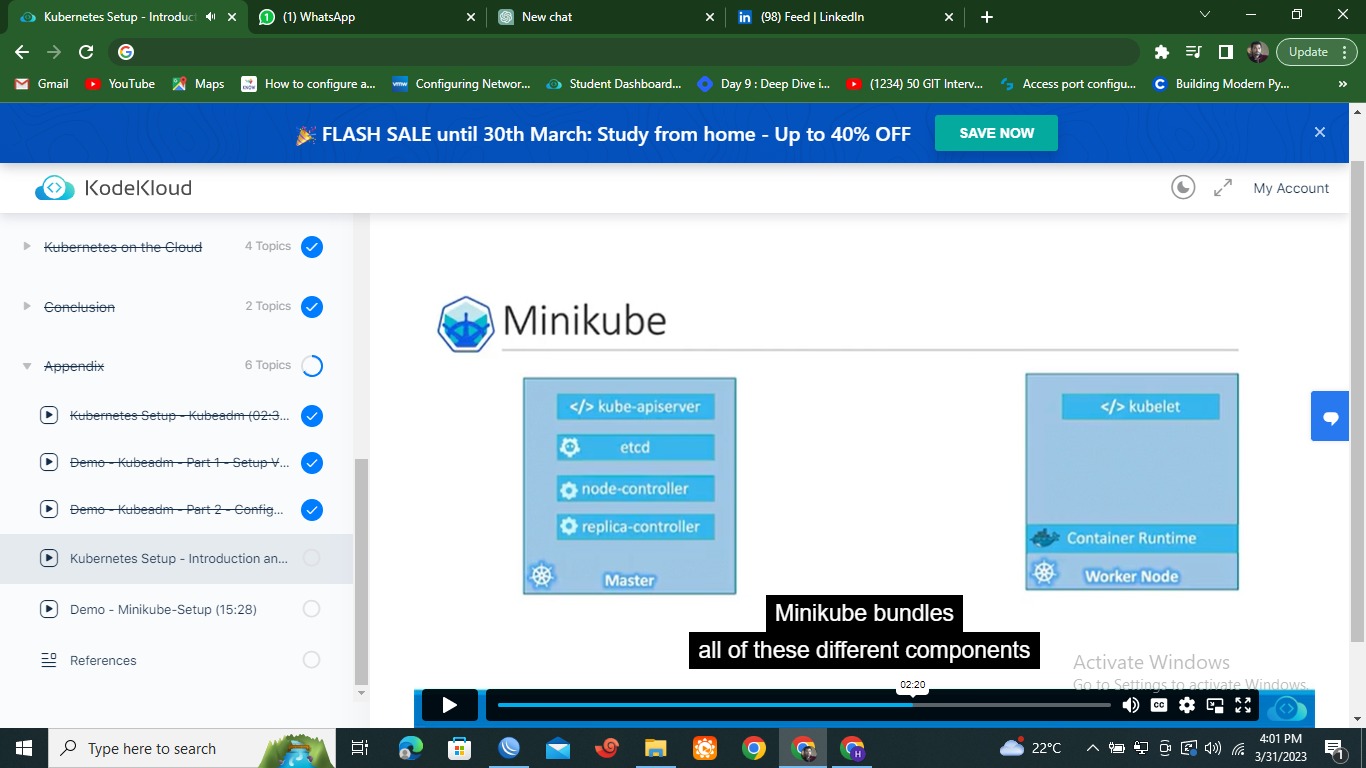 Kubernetes Setup - Introduct
(1) WhatsApp
New chat
(98) Feed | LinkedIn
Update
Gmail
YouTube
Maps
How to configure a...
Configuring Networ...
Student Dashboard...
Day 9 : Deep Dive i...
(1234) 50 GIT Interv...
Access port configu...
Building Modern Py...
FLASH SALE until 30th March: Study from home - Up to 40% OFF
SAVE NOW
KodeKloud
My Account
Kubernetes on the Cloud
4 Topics
Conclusion
2 Topics
Appendix
6 Topics
Kubernetes Setup - Kubeadm (02:3...
Demo - Kubeadm - Part 1 - Setup V...
Demo - Kubeadm - Part 2 - Config...
Kubernetes Setup - Introduction an...
Demo - Minikube-Setup (15:28)
References
Minikube
</> kube-apiserver
etcd
node-controller
replica-controller
Master
</> kubelet
Container Runtime
Worker Node
Minikube bundles
all of these different components
Activate Windows
Go to Settings to activate Windows.
02:20
CC
Type here to search
22°C
4:01 PM
3/31/2023
1